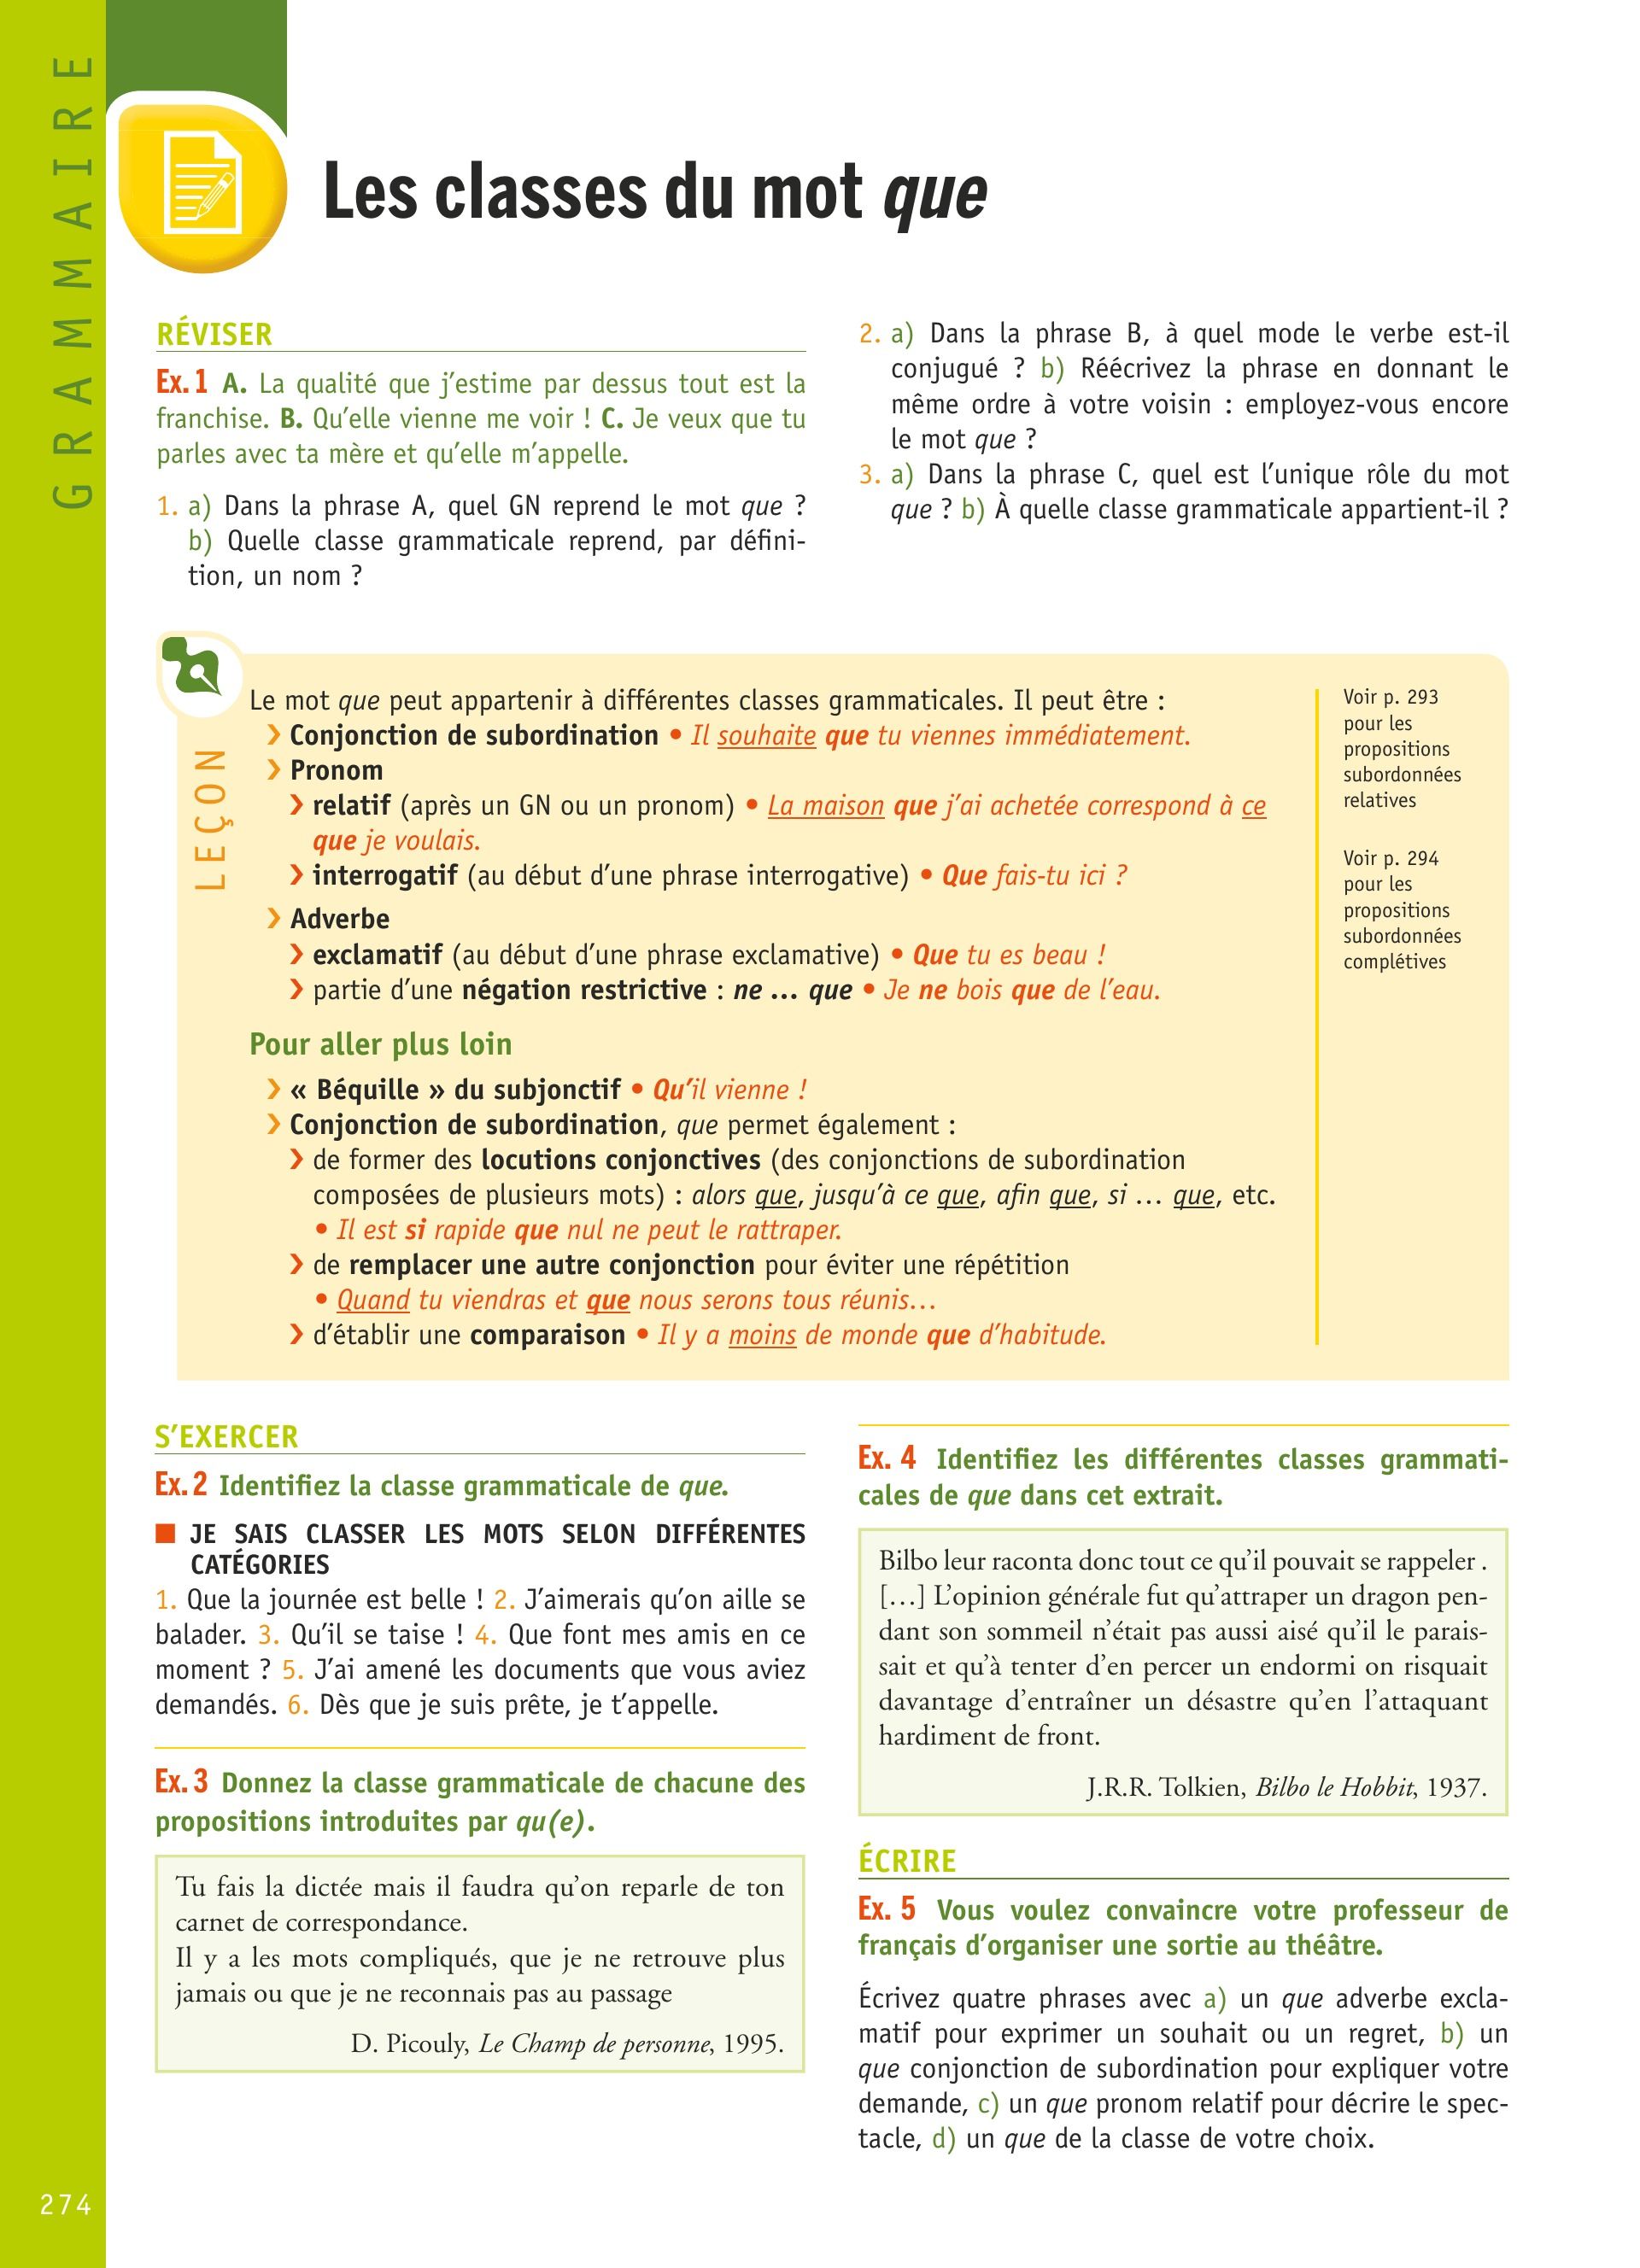 GRAMMAIRE
Les classes du mot que
RÉVISER
Ex. 1 A. La qualité que j’estime par dessus tout est la
franchise. B. Qu’elle vienne me voir ! C. Je veux que tu
parles avec ta mère et qu’elle m’appelle.
1. a) Dans la phrase A, quel GN reprend le mot que ?
b) Quelle classe grammaticale reprend, par défini-
tion, un nom ?
2. a) Dans la phrase B, à quel mode le verbe est-il
conjugué ? b) Réécrivez la phrase en donnant le
même ordre à votre voisin : employez-vous encore
le mot que ?
3. a) Dans la phrase C, quel est l’unique rôle du mot
que ? b) À quelle classe grammaticale appartient-il ?
LEÇON
Le mot que peut appartenir à différentes classes grammaticales. Il peut être :
› Conjonction de subordination • Il souhaite que tu viennes immédiatement.
› Pronom
› relatif (après un GN ou un pronom) • La maison que j’ai achetée correspond à ce
que je voulais.
› interrogatif (au début d’une phrase interrogative) • Que fais-tu ici ?
› Adverbe
› exclamatif (au début d’une phrase exclamative) • Que tu es beau !
› partie d’une négation restrictive : ne … que • Je ne bois que de l’eau.
Pour aller plus loin
› « Béquille » du subjonctif • Qu’il vienne !
› Conjonction de subordination, que permet également :
› de former des locutions conjonctives (des conjonctions de subordination
composées de plusieurs mots) : alors que, jusqu’à ce que, afin que, si … que, etc.
• Il est si rapide que nul ne peut le rattraper.
› de remplacer une autre conjonction pour éviter une répétition
• Quand tu viendras et que nous serons tous réunis…
› d’établir une comparaison • Il y a moins de monde que d’habitude.
Voir p. 293
pour les
propositions
subordonnées
relatives
Voir p. 294
pour les
propositions
subordonnées
complétives
S’EXERCER
Ex. 2 Identifiez la classe grammaticale de que.
■ JE SAIS CLASSER LES MOTS SELON DIFFÉRENTES
CATÉGORIES
1. Que la journée est belle ! 2. J’aimerais qu’on aille se
balader. 3. Qu’il se taise ! 4. Que font mes amis en ce
moment ? 5. J’ai amené les documents que vous aviez
demandés. 6. Dès que je suis prête, je t’appelle.
Ex. 3 Donnez la classe grammaticale de chacune des
propositions introduites par qu(e).
Tu fais la dictée mais il faudra qu’on reparle de ton
carnet de correspondance.
Il y a les mots compliqués, que je ne retrouve plus
jamais ou que je ne reconnais pas au passage
D. Picouly, Le Champ de personne, 1995.
Ex. 4 Identifiez les différentes classes grammati-
cales de que dans cet extrait.
Bilbo leur raconta donc tout ce qu’il pouvait se rappeler .
[…] L’opinion générale fut qu’attraper un dragon pen-
dant son sommeil n’était pas aussi aisé qu’il le parais-
sait et qu’à tenter d’en percer un endormi on risquait
davantage d’entraîner un désastre qu’en l’attaquant
hardiment de front.
J.R.R. Tolkien, Bilbo le Hobbit, 1937.
ÉCRIRE
Ex. 5 Vous voulez convaincre votre professeur de
français d’organiser une sortie au théâtre.
Écrivez quatre phrases avec a) un que adverbe excla-
matif pour exprimer un souhait ou un regret, b) un
que conjonction de subordination pour expliquer votre
demande, c) un que pronom relatif pour décrire le spec-
tacle, d) un que de la classe de votre choix.
274